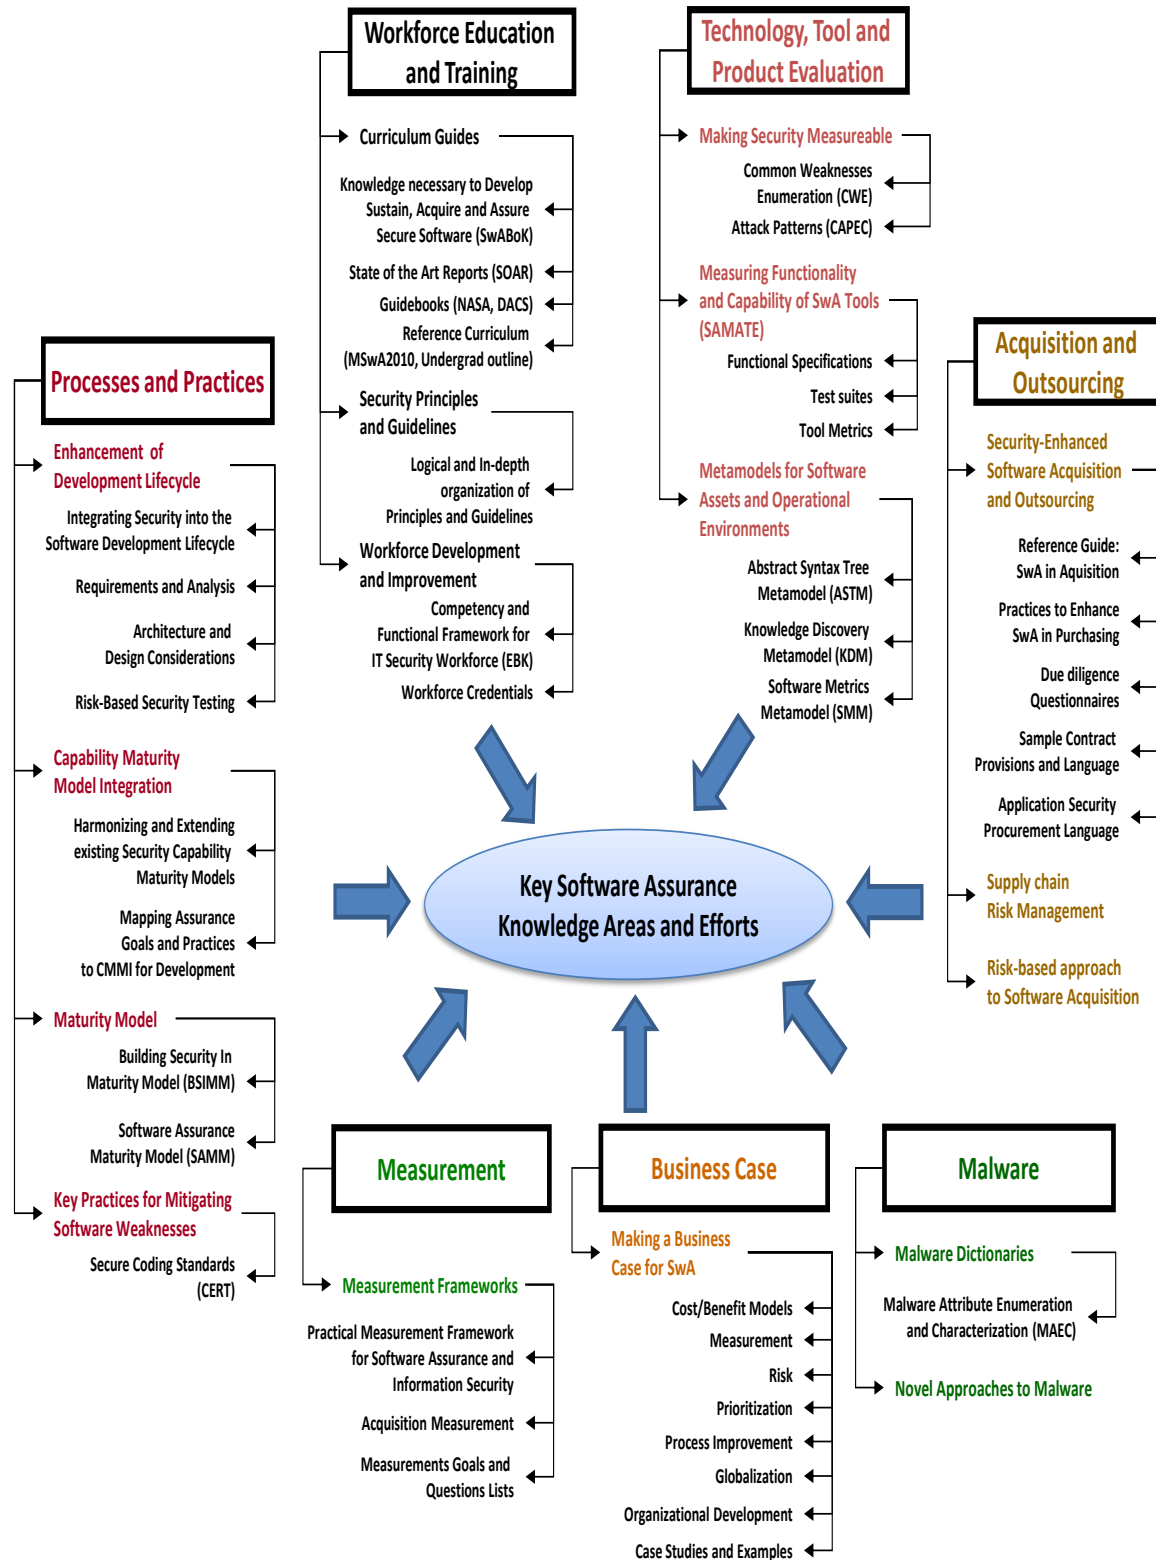 Workforce Education
and Training
Curriculum Guides
Knowledge necessary to Develop
Sustain, Acquire and Assure
Secure Software (SwABoK)
State of the Art Reports (SOAR)
Guidebooks (NASA, DACS)
Reference Curriculum
(MSwA2010, Undergrad outline)
Security Principles
and Guidelines
Logical and In-depth
organization of
Principles and Guidelines
Workforce Development
and Improvement
Competency and
Functional Framework for
IT Security Workforce (EBK)
Workforce Credentials
Technology, Tool and
Product Evaluation
Making Security Measureable
Common Weaknesses
Enumeration (CWE)
Attack Patterns (CAPEC)
Measuring Functionality
and Capability of SwA Tools
(SAMATE)
Functional Specifications
Test suites
Tool Metrics
Metamodels for Software
Assets and Operational
Environments
Abstract Syntax Tree
Metamodel (ASTM)
Knowledge Discovery
Metamodel (KDM)
Software Metrics
Metamodel (SMM)
Processes and Practices
Enhancement of
Development Lifecycle
Integrating Security into the
Software Development Lifecycle
Requirements and Analysis
Architecture and
Design Considerations
Risk-Based Security Testing
Capability Maturity
Model Integration
Harmonizing and Extending
existing Security Capability
Maturity Models
Mapping Assurance
Goals and Practices
to CMMI for Development
Maturity Model
Building Security In
Maturity Model (BSIMM)
Software Assurance
Maturity Model (SAMM)
Key Practices for Mitigating
Software Weaknesses
Secure Coding Standards
(CERT)
Acquisition and
Outsourcing
Security-Enhanced
Software Acquisition
and Outsourcing
Reference Guide:
SwA in Aquisition
Practices to Enhance
SwA in Purchasing
Due diligence
Questionnaires
Sample Contract
Provisions and Language
Application Security
Procurement Language
Supply chain
Risk Management
Risk-based approach
to Software Acquisition
Key Software Assurance
Knowledge Areas and Efforts
Measurement
Measurement Frameworks
Practical Measurement Framework
for Software Assurance and
Information Security
Acquisition Measurement
Measurements Goals and
Questions Lists
Business Case
Making a Business
Case for SwA
Cost/Benefit Models
Measurement
Risk
Prioritization
Process Improvement
Globalization
Organizational Development
Case Studies and Examples
Malware
Malware Dictionaries
Malware Attribute Enumeration
and Characterization (MAEC)
Novel Approaches to Malware